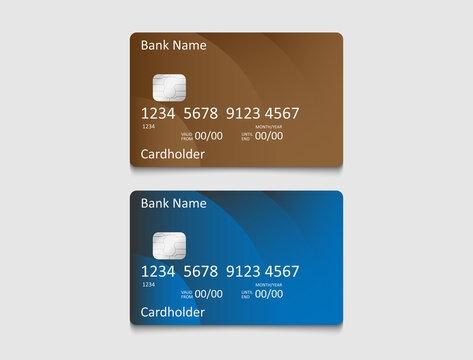 Bank Name
1234 5678 9123 4567
1234
MONTH/YEAR
VALID FROM 00/00 UNTIL END 00/00
Cardholder
Bank Name
1234 5678 9123 4567
1234
MONTH/YEAR
VALID FROM 00/00 UNTIL END 00/00
Cardholder